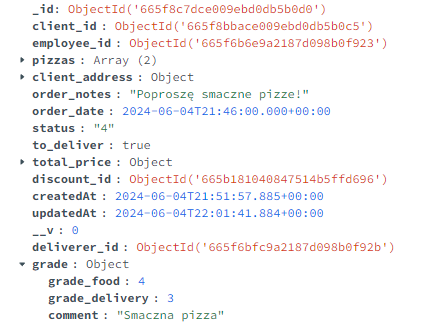 _id: ObjectId('665f8c7dce009ebd0db5b0d0')
client_id: ObjectId('665f8bbace009ebd0db5b0c5')
employee_id: ObjectId('665f6b6e9a2187d098b0f923')
pizzas: Array (2)
client_address: Object
order_notes: "Poproszę smaczne pizze!"
order_date: 2024-06-04T21:46:00.000+00:00
status: "4"
to_deliver: true
total_price: Object
discount_id: ObjectId('665b181040847514b5ffd696')
createdAt: 2024-06-04T21:51:57.885+00:00
updatedAt: 2024-06-04T22:01:41.884+00:00
__v: 0
deliverer_id: ObjectId('665f6bfc9a2187d098b0f92b')
grade: Object
grade_food: 4
grade_delivery: 3
comment: "Smaczna pizza"